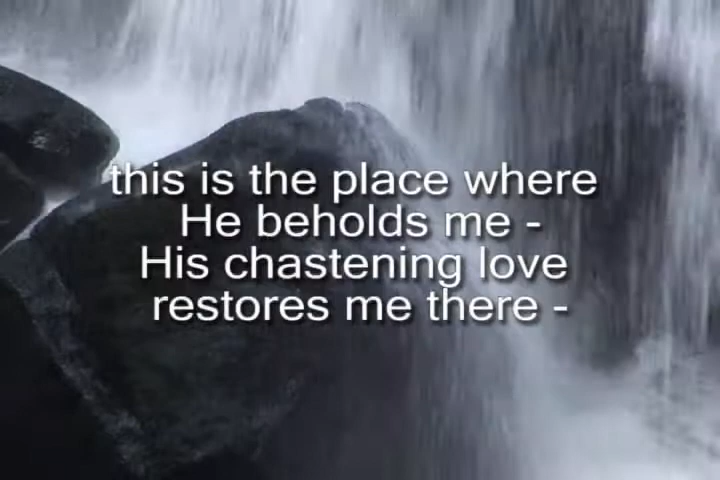 this is the place where
He beholds me -
His chastening love
restores me there -